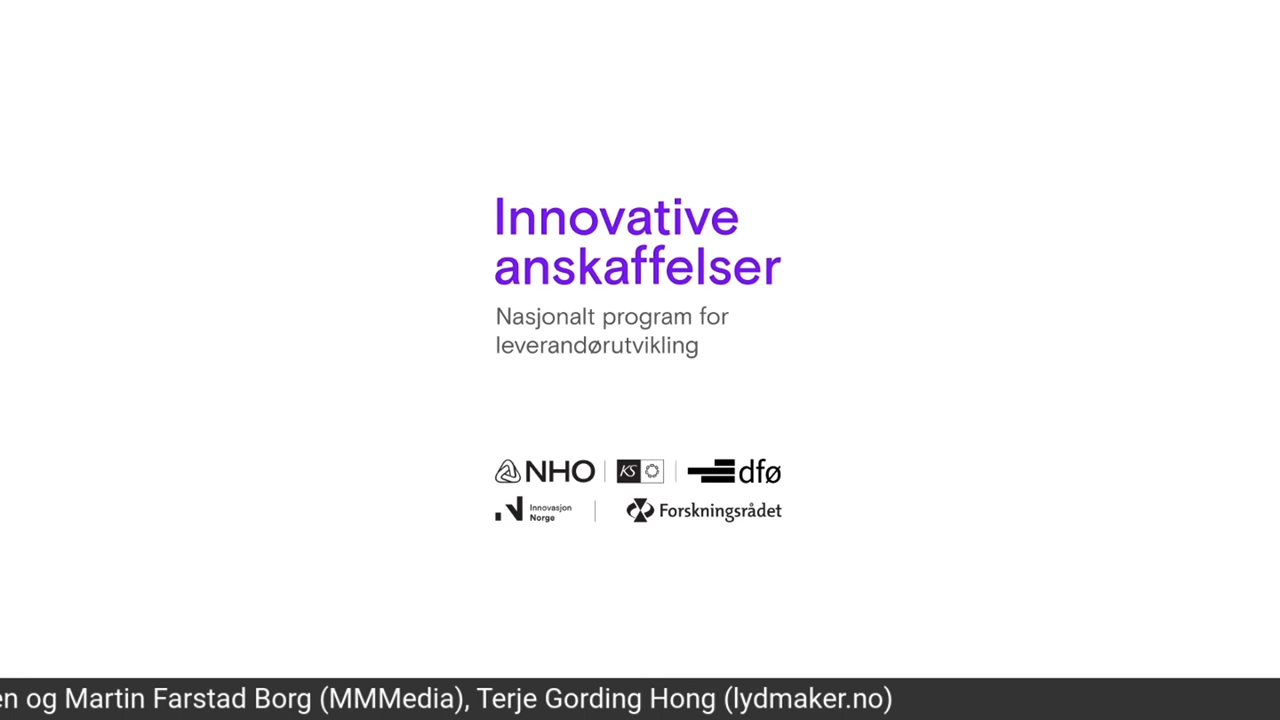 Innovative
anskaffelser
Nasjonalt program for
leverandørutvikling
NHO KS dfø
Innovasjon
Norge
Forskningsrådet
og Martin Farstad Borg (MMMedia), Terje Gording Hong (lydmaker.no)